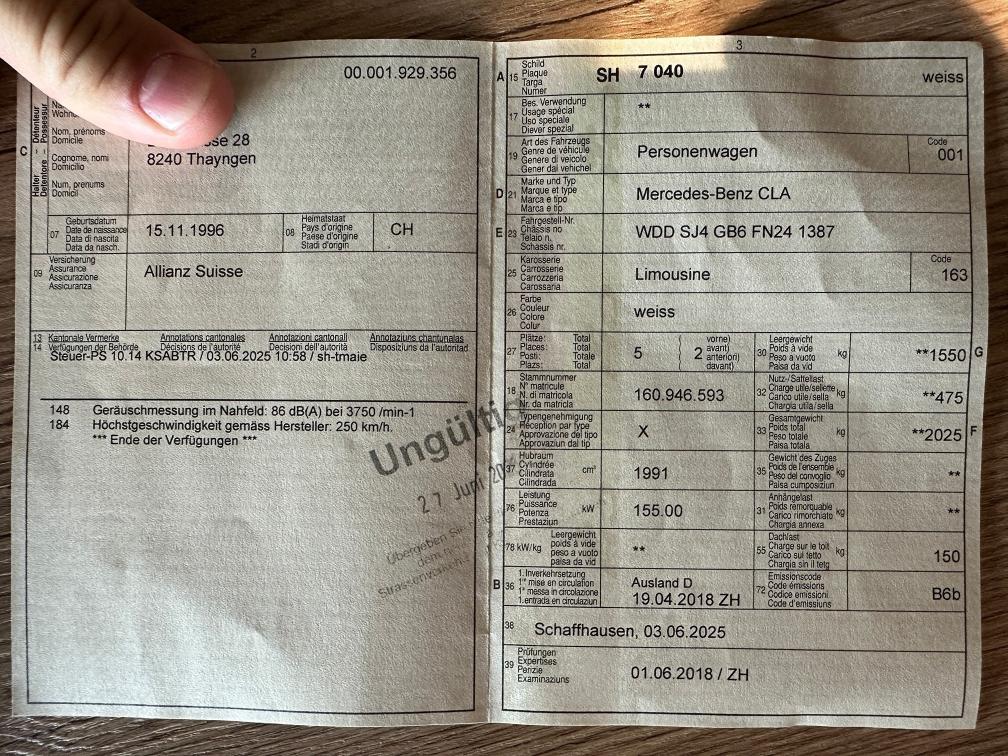 2
00.001.929.356
C
Halter - Détenteur
Detentore - Possessur
Nom, prénoms
Domicile
Cognome, nomi
Domicilio
Num, prenums
Domicil
28
8240 Thayngen
07
Geburtsdatum
Date de naissance
Data di nascita
Data da nasch.
15.11.1996
08
Heimatstaat
Pays d'origine
Paese d'origine
Stadi d'origin
CH
09
Versicherung
Assurance
Assicurazione
Assicuranza
Allianz Suisse
13 Kantonale Vermerke Annotations cantonales Annotazioni cantonali Annotaziuns chantunalas
14 Verfügungen der Behörde Décisions de l'autorité Decisioni dell'autorità Disposiziuns da l'autoritad
Steuer-PS 10.14 KSABTR / 03.06.2025 10:58 / sh-tmaie
148 Geräuschmessung im Nahfeld: 86 dB(A) bei 3750 /min-1
184 Höchstgeschwindigkeit gemäss Hersteller: 250 km/h.
*** Ende der Verfügungen ***
27 Juni
3
A 15
Schild
Plaque
Targa
Numer
SH 7 040 weiss
17
Bes. Verwendung
Usage spécial
Uso speciale
Diever spezial
**
19
Art des Fahrzeugs
Genre de véhicule
Genere di veicolo
Gener dal vehichel
Personenwagen
Code
001
D 21
Marke und Typ
Marque et type
Marca e tipo
Marca e tip
Mercedes-Benz CLA
E 23
Fahrgestell-Nr.
Châssis no
Telaio n.
Schassis nr.
WDD SJ4 GB6 FN24 1387
25
Karosserie
Carrosserie
Carrozzeria
Carossaria
Limousine
Code
163
26
Farbe
Couleur
Colore
Colur
weiss
27
Plätze: Total
Places: Total
Posti: Totale
Plazs: Total
5
vorne)
avant)
anteriori)
davant)
2
30
Leergewicht
Poids à vide
Peso a vuoto
Paisa da vid
kg
**1550 G
18
Stammnummer
N° matricule
N. di matricola
Nr. da matricla
160.946.593
32
Nutz-/Sattellast
Charge utile/sellette
Carico utile/sella
Chargia utila/sella
kg
**475
24
Typengenehmigung
Réception par type
Approvazione del tipo
Approvaziun dal tip
X
33
Gesamtgewicht
Poids total
Peso totale
Paisa totala
kg
**2025 F
37
Hubraum
Cylindrée
Cilindrata
Cilindrada
cm³
1991
35
Gewicht des Zuges
Poids de l'ensemble
Peso del convoglio
Paisa cumposiziun
kg
**
76
Leistung
Puissance
Potenza
Prestaziun
kW
155.00
31
Anhängelast
Poids remorquable
Carico rimorchiato
Chargia annexa
kg
**
78 kW/kg
Leergewicht
poids à vide
peso a vuoto
paisa da vid
**
55
Dachlast
Charge sur le toit
Carico sul tetto
Chargia sin il tetg
kg
150
B 36
1.Inverkehrsetzung
1re mise en circulation
1a messa in circolazione
1.entrada en circulaziun
Ausland D
19.04.2018 ZH
72
Emissionscode
Code émissions
Codice emissioni
Code d'emissiuns
B6b
38
Schaffhausen, 03.06.2025
39
Prüfungen
Expertises
Perizie
Examinaziuns
01.06.2018 / ZH